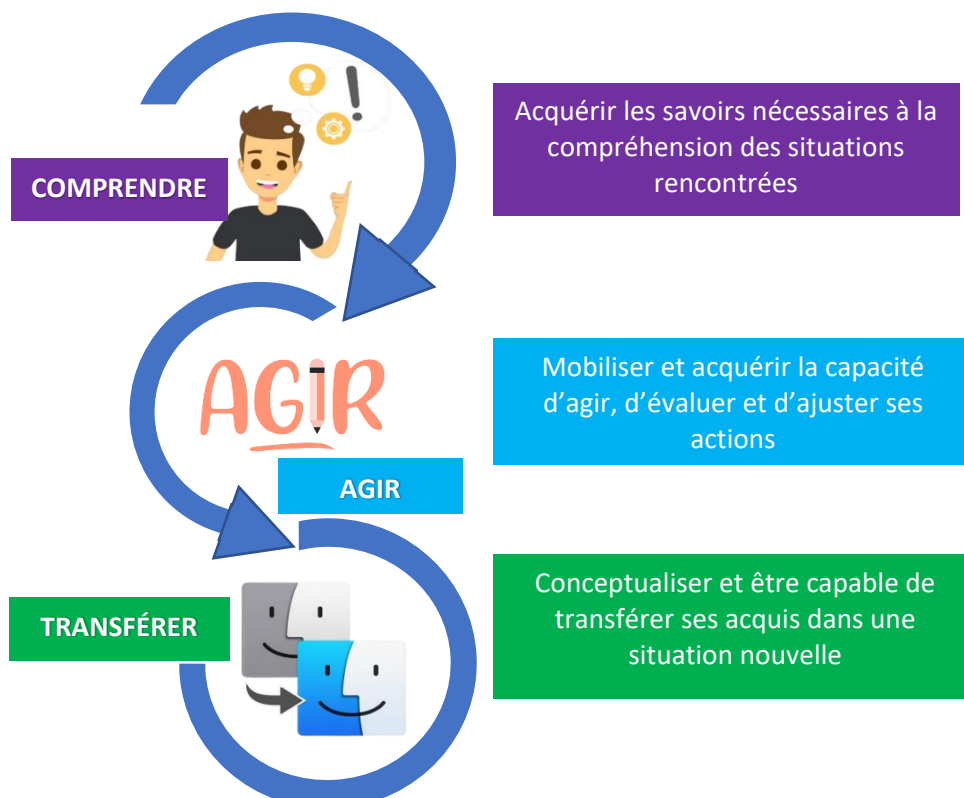 COMPRENDRE
Acquérir les savoirs nécessaires à la
compréhension des situations
rencontrées
AGIR
Mobiliser et acquérir la capacité
d’agir, d’évaluer et d’ajuster ses
actions
AGIR
TRANSFÉRER
Conceptualiser et être capable de
transférer ses acquis dans une
situation nouvelle